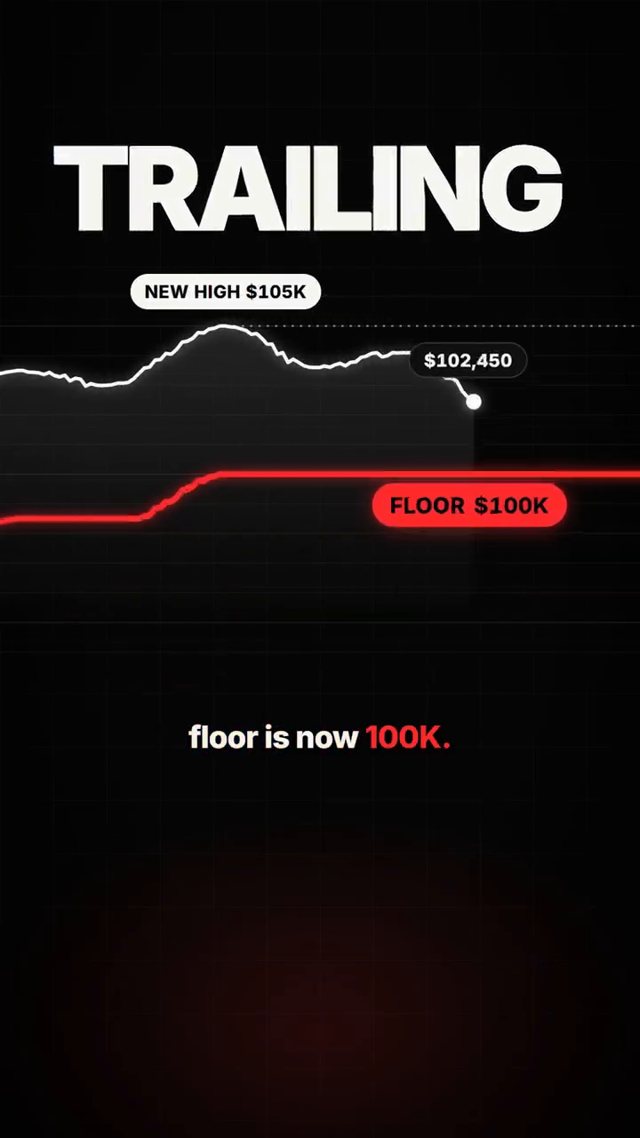 TRAILING
NEW HIGH $105K
$102,450
FLOOR $100K
floor is now 100K.